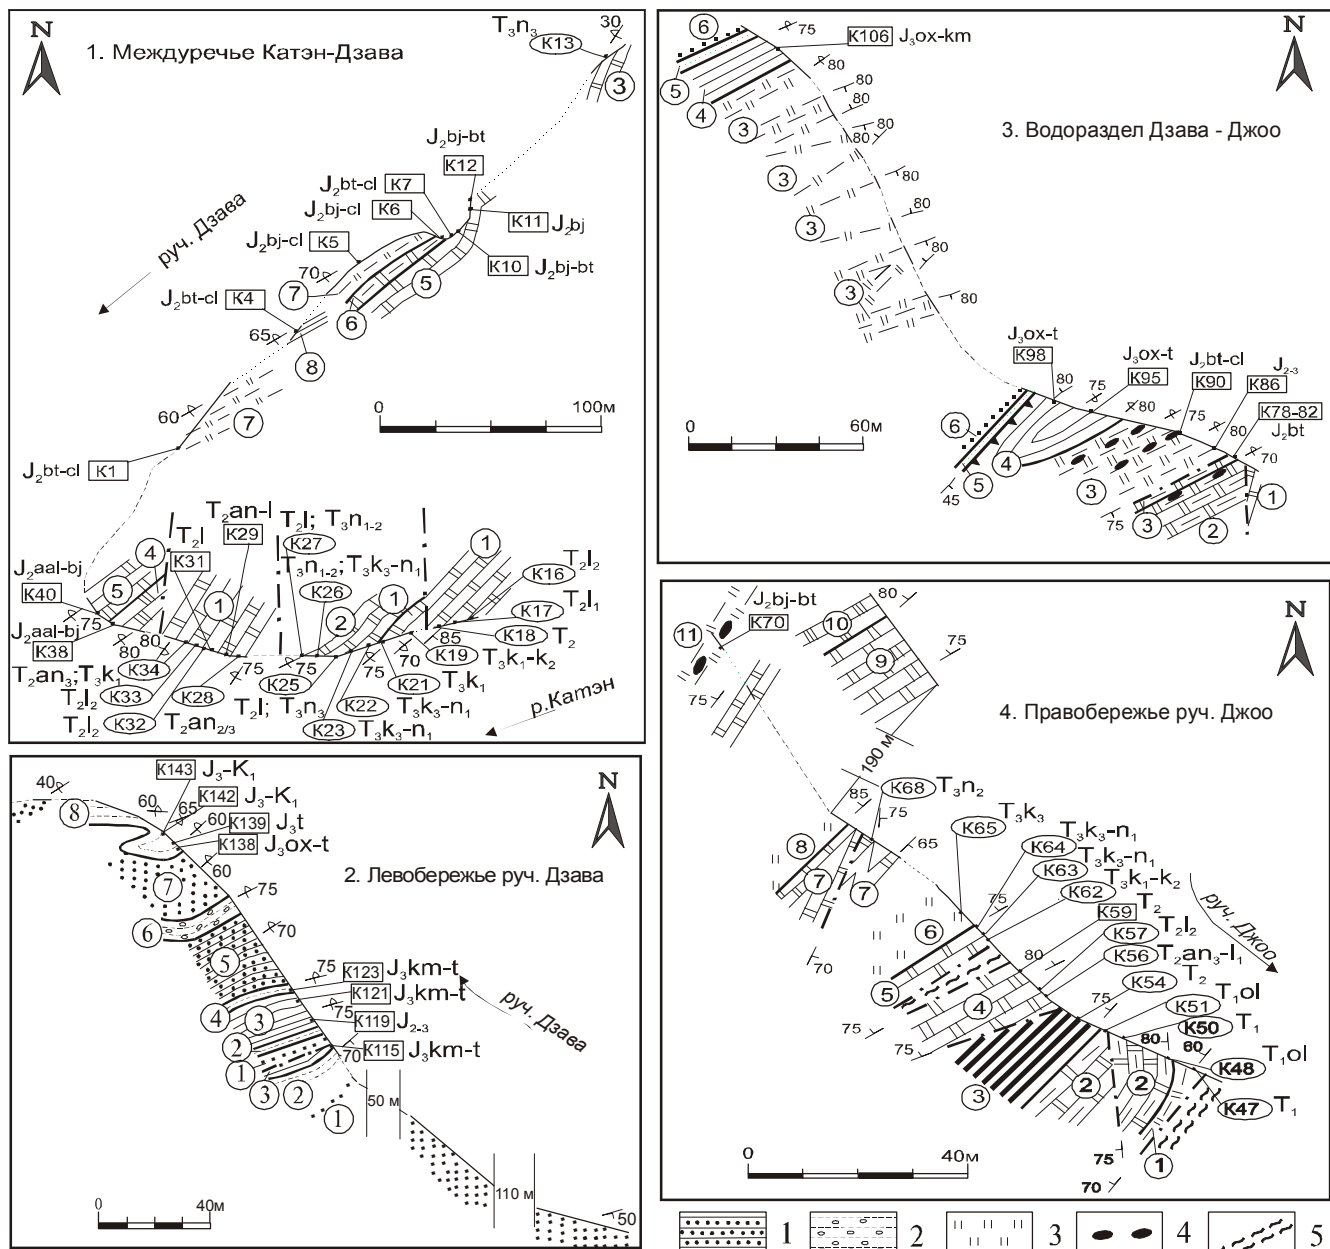 N
1. Междуречье Катэн-Дзава
T₃n₃
30
K13
3
J₂bj-bt
K12
J₂bt-cl K7
J₂bj-cl K6
K11 J₂bj
J₂bj-cl K5
K10 J₂bj-bt
руч. Дзава
70
7
5
6
J₂bt-cl K4
65
8
60
7
0 100м
J₂bt-cl K1
T₂an-l
K29
T₂l; T₃n₁₋₂
K27
T₂l
K31
T₃n₁₋₂; T₃k₃-n₁
K26
1
T₂l₂
K16
J₂aal-bj
K40
4
5
1
2
1
K17 T₂l₁
K18 T₂
75
J₂aal-bj
K38
80
80
75
75
75
70
85
K19
T₃k₁-k₂
T₂an₃; T₃k₁
K34
K28
K25
K21 T₃k₁
T₂l₂ K33
T₂l; T₃n₃
K22 T₃k₃-n₁
р.Катэн
T₂l₂ K32 T₂an₂/₃
K23 T₃k₃-n₁
N
3. Водораздел Дзава - Джоо
6
75
K106 J₃ox-km
80
5
4
3
80
80
80
80
3
80
3
80
80
3
80
J₃ox-t
K98
J₃ox-t
K95
J₂bt-cl
K90
J₂₋₃
K86
K78-82
J₂bt
80
75
80
75
80
70
0 60м
6
4
5
3
45
75
3
2
1
N
2. Левобережье руч. Дзава
K143 J₃-K₁
K142 J₃-K₁
K139 J₃t
K138 J₃ox-t
40
60
65
60
60
8
7
75
6
70
5
75
K123 J₃km-t
K121 J₃km-t
75
K119 J₂₋₃
K115 J₃km-t
70
4
3
2
1
3
2
1
руч. Дзава
50 м
110 м
50
0 40м
N
4. Правобережье руч. Джоо
J₂bj-bt
K70
11
75
80
10
9
75
190 м
85
K68 T₃n₂
75
65
K65 T₃k₃
K64 T₃k₃-n₁
K63 T₃k₃-n₁
K62 T₃k₁-k₂
K59 T₂
K57 T₂l₂
K56 T₂an₃-l₁
K54 T₂
K51 T₁ol
K50 T₁
K48 T₁ol
K47 T₁
8
7
7
70
75
6
5
80
4
75
75
75
3
2
2
80
60
1
75
70
руч. Джоо
0 40м
1
2
3
4
5